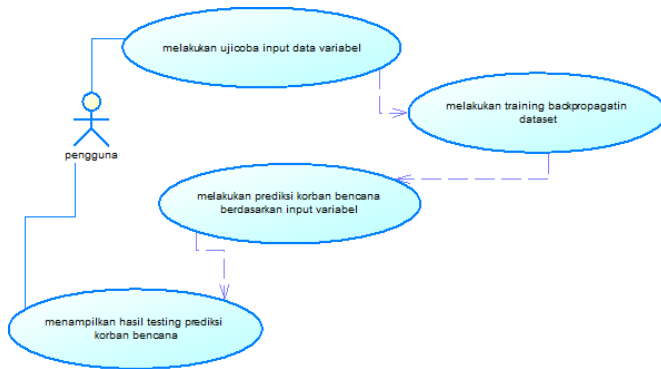 melakukan ujicoba input data variabel
melakukan training backpropagatin
dataset
pengguna
melakukan prediksi korban bencana
berdasarkan input variabel
menampilkan hasil testing prediksi
korban bencana